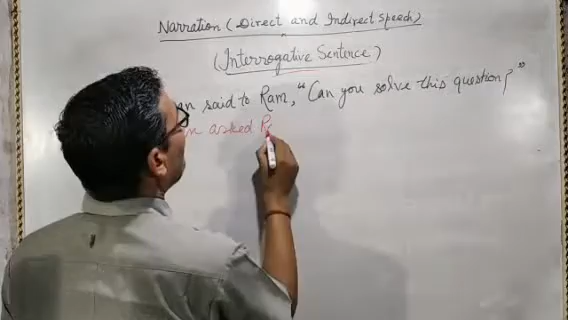 Narration (Direct and Indirect Speech)
(Interrogative Sentence)
said to Ram, "Can you solve this question?"
asked